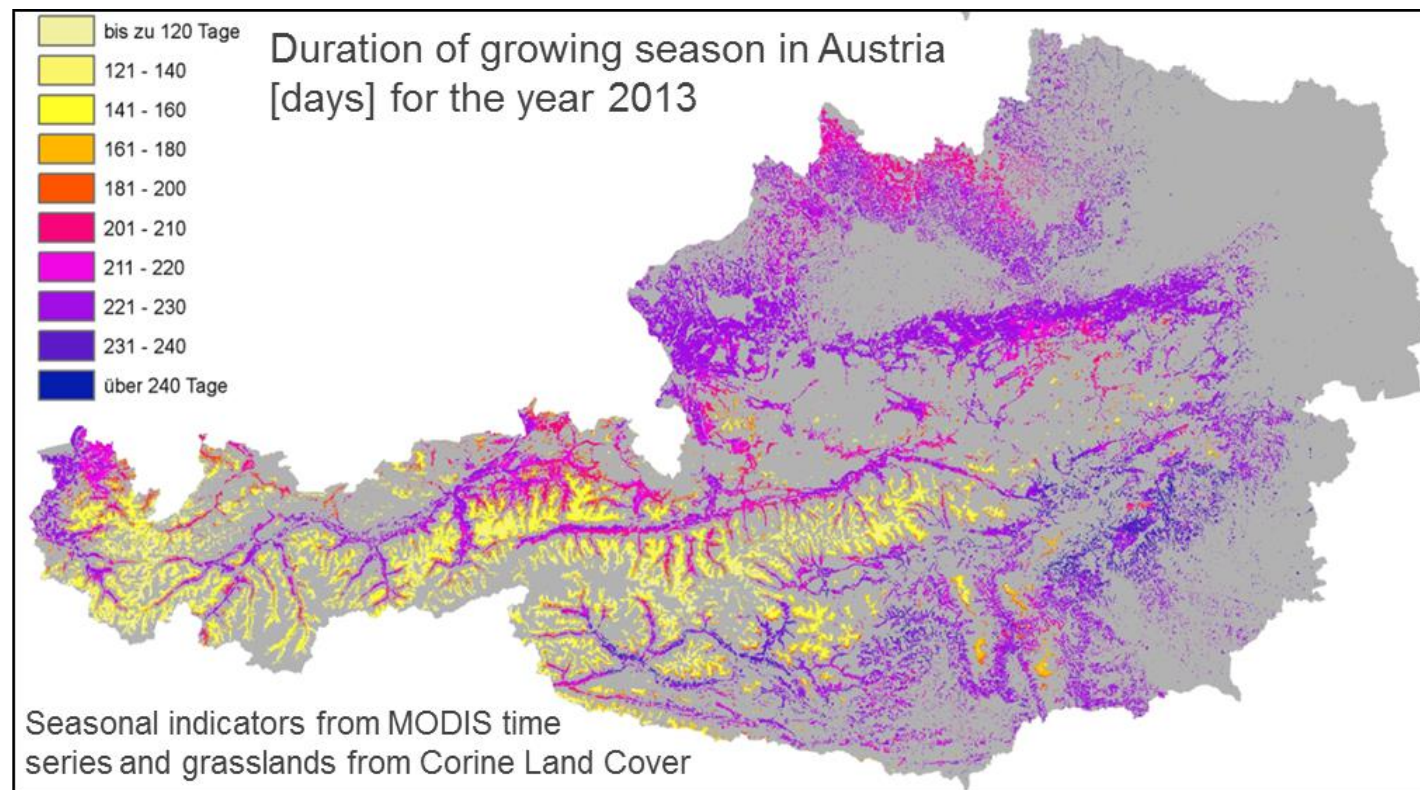 Duration of growing season in Austria
[days] for the year 2013
bis zu 120 Tage
121 - 140
141 - 160
161 - 180
181 - 200
201 - 210
211 - 220
221 - 230
231 - 240
über 240 Tage
Seasonal indicators from MODIS time
series and grasslands from Corine Land Cover